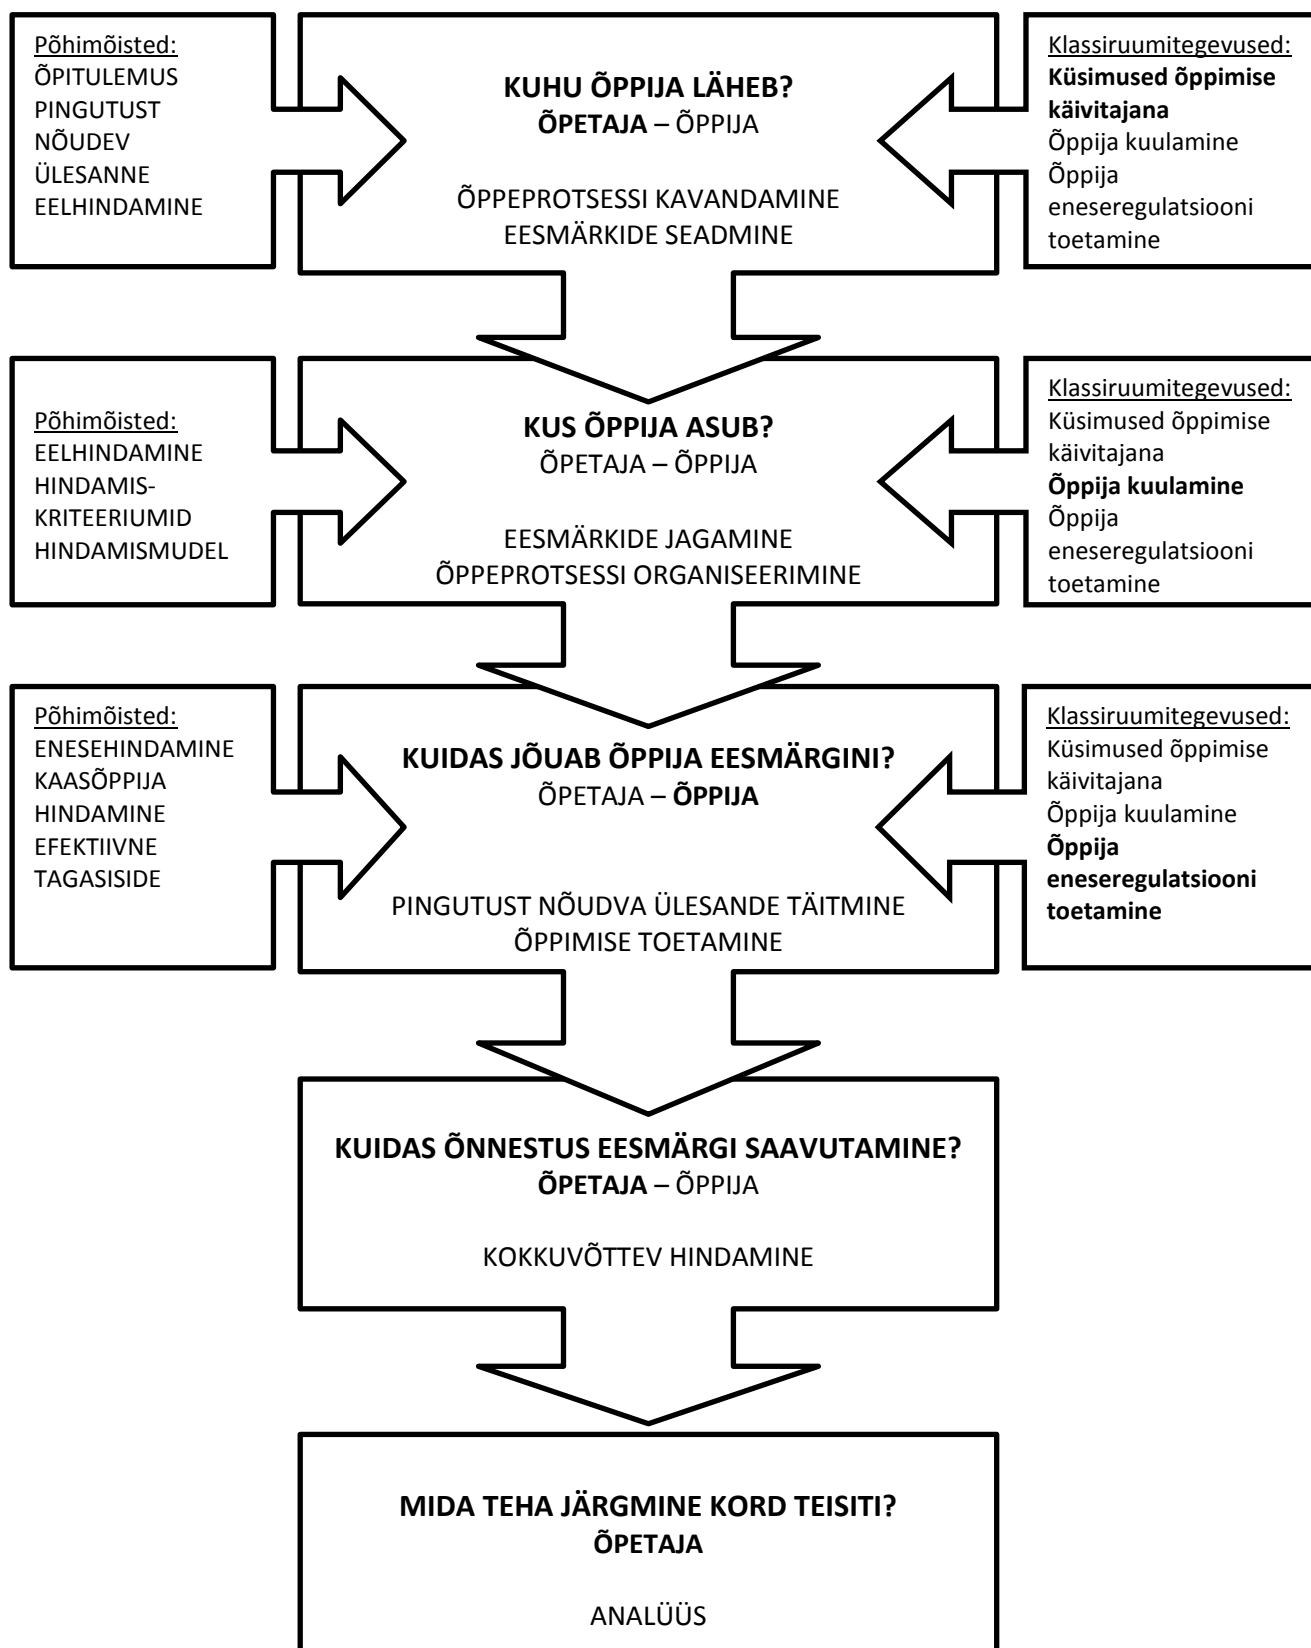 Põhimõisted:
ÕPITULEMUS
PINGUTUST
NÕUDEV
ÜLESANNE
EELHINDAMINE
KUHU ÕPPIJA LÄHEB?
ÕPETAJA – ÕPPIJA
ÕPPEPROTSESSI KAVANDAMINE
EESMÄRKIDE SEADMINE
Klassiruumitegevused:
Küsimused õppimise
käivitajana
Õppija kuulamine
Õppija
eneseregulatsiooni
toetamine
Põhimõisted:
EELHINDAMINE
HINDAMIS-
KRITEERIUMID
HINDAMISMUDEL
KUS ÕPPIJA ASUB?
ÕPETAJA – ÕPPIJA
EESMÄRKIDE JAGAMINE
ÕPPEPROTSESSI ORGANISEERIMINE
Klassiruumitegevused:
Küsimused õppimise
käivitajana
Õppija kuulamine
Õppija
eneseregulatsiooni
toetamine
Põhimõisted:
ENESEHINDAMINE
KAASÕPPIJA
HINDAMINE
EFEKTIIVNE
TAGASISIDE
KUIDAS JÕUAB ÕPPIJA EESMÄRGINI?
ÕPETAJA – ÕPPIJA
PINGUTUST NÕUDVA ÜLESANDE TÄITMINE
ÕPPIMISE TOETAMINE
Klassiruumitegevused:
Küsimused õppimise
käivitajana
Õppija kuulamine
Õppija
eneseregulatsiooni
toetamine
KUIDAS ÕNNESTUS EESMÄRGI SAAVUTAMINE?
ÕPETAJA – ÕPPIJA
KOKKUVÕTTEV HINDAMINE
MIDA TEHA JÄRGMINE KORD TEISITI?
ÕPETAJA
ANALÜÜS